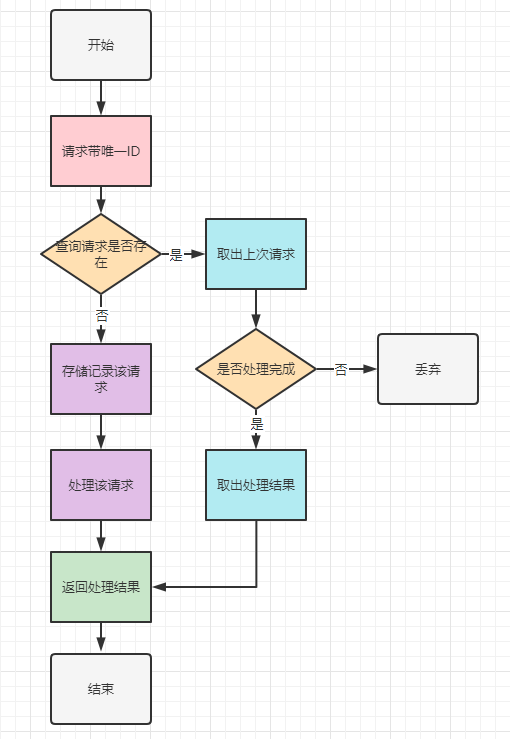 开始
请求带唯一ID
查询请求是否存
在
是
取出上次请求
否
存储记录该请
求
是否处理完成
否
丢弃
是
处理该请求
取出处理结果
返回处理结果
结束